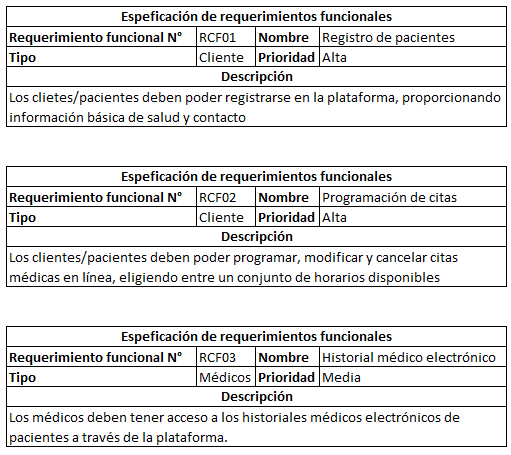 Espeficación de requerimientos funcionales
Requerimiento funcional N° RCF01 Nombre Registro de pacientes
Tipo Cliente Prioridad Alta
Descripción
Los clietes/pacientes deben poder registrarse en la plataforma, proporcionando
información básica de salud y contacto
Espeficación de requerimientos funcionales
Requerimiento funcional N° RCF02 Nombre Programación de citas
Tipo Cliente Prioridad Alta
Descripción
Los clientes/pacientes deben poder programar, modificar y cancelar citas
médicas en línea, eligiendo entre un conjunto de horarios disponibles
Espeficación de requerimientos funcionales
Requerimiento funcional N° RCF03 Nombre Historial médico electrónico
Tipo Médicos Prioridad Media
Descripción
Los médicos deben tener acceso a los historiales médicos electrónicos de
pacientes a través de la plataforma.